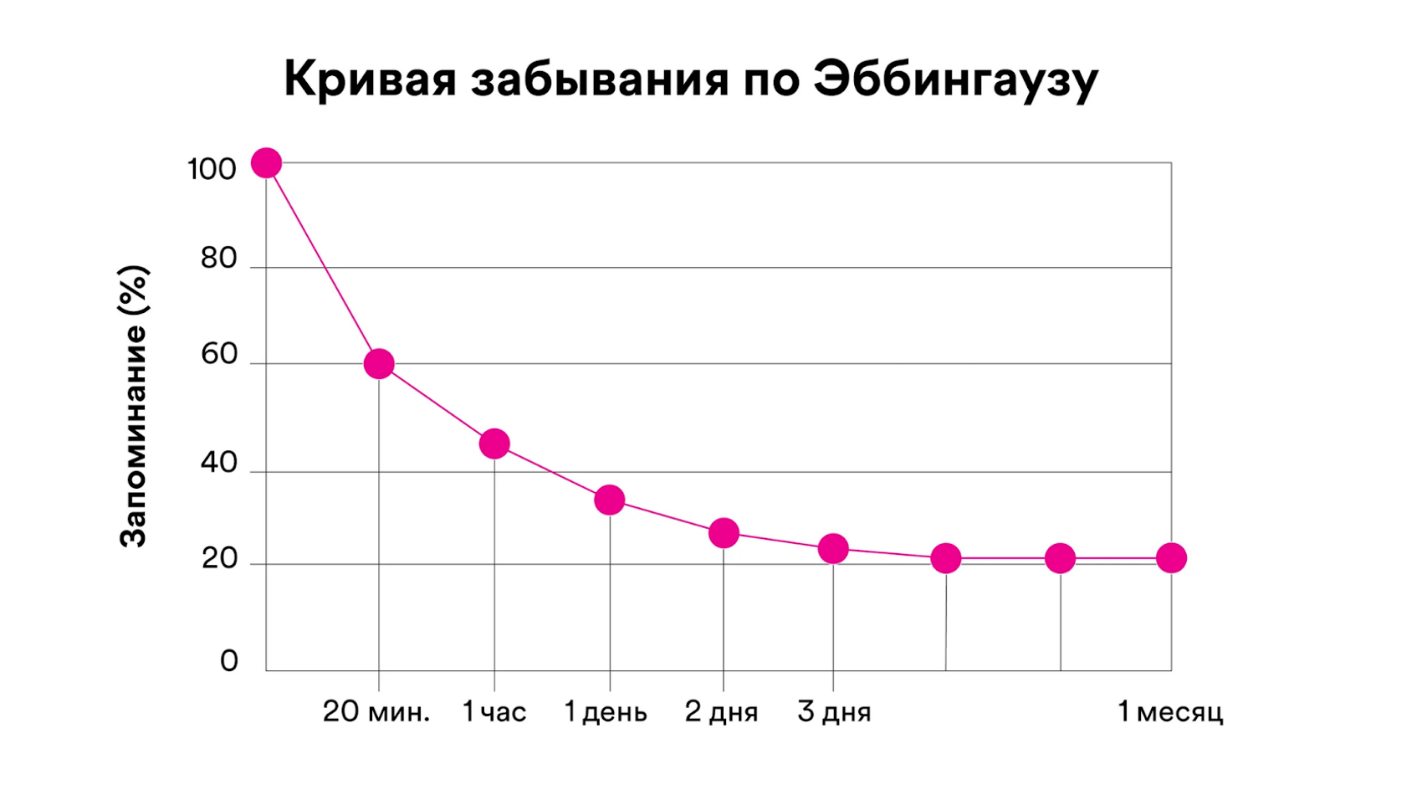 Кривая забывания по Эббингаузу
Запоминание (%)
100
80
60
40
20
0
20 мин.
1 час
1 день
2 дня
3 дня
1 месяц